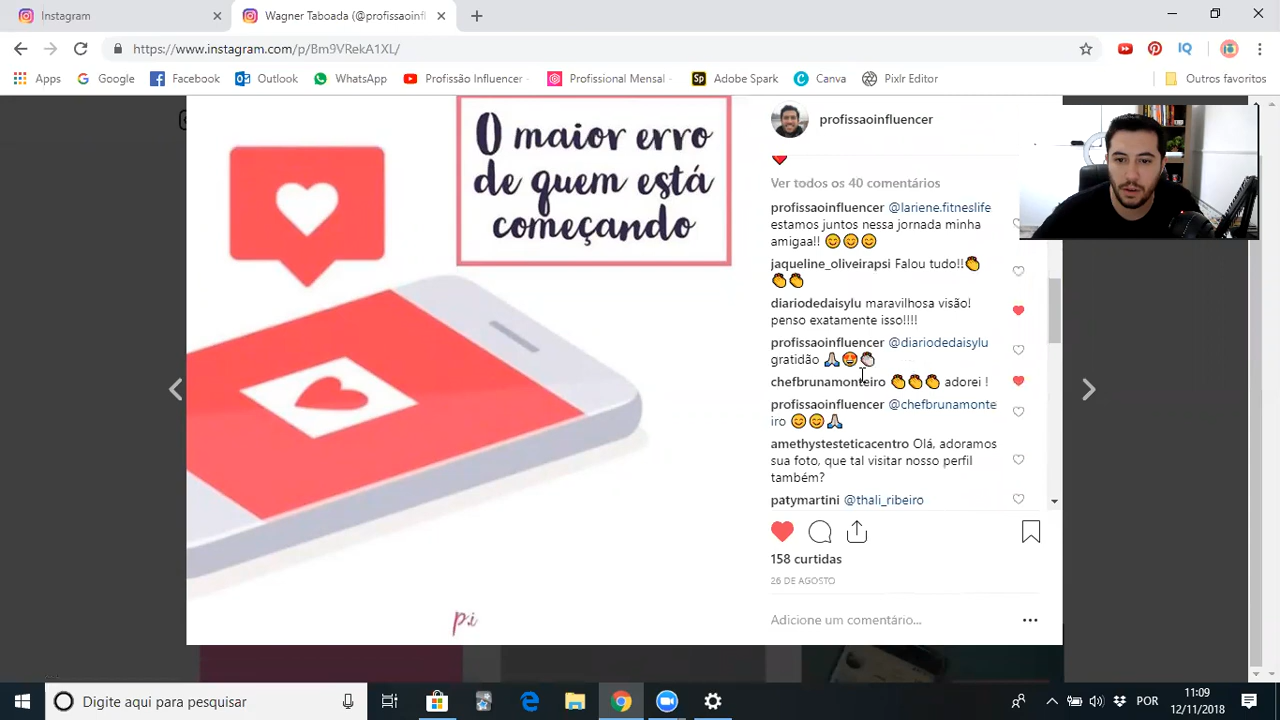 Instagram
Wagner Taboada (@profissaoinfl
https://www.instagram.com/p/Bm9VRekA1XL/
Apps
Google
Facebook
Outlook
WhatsApp
Profissão Influencer -
Profissional Mensal -
Adobe Spark
Canva
Pixlr Editor
Outros favoritos
O maior erro
de quem está
começando
p.i
profissaoinfluencer
Ver todos os 40 comentários
profissaoinfluencer @lariene.fitneslife
estamos juntos nessa jornada minha
amigaa!! 😊😊😊
jaqueline_oliveirapsi Falou tudo!!👏
👏👏
diariodedaisylu maravilhosa visão!
penso exatamente isso!!!!
profissaoinfluencer @diariodedaisylu
gratidão 🙏🏻🤩👏🏻
chefbrunamonteiro 👏👏👏 adorei !
profissaoinfluencer @chefbrunamonte
iro 😊😊🙏🏻
amethystesteticacentro Olá, adoramos
sua foto, que tal visitar nosso perfil
também?
patymartini @thali_ribeiro
158 curtidas
26 DE AGOSTO
Adicione um comentário...
Digite aqui para pesquisar
POR
11:09
12/11/2018